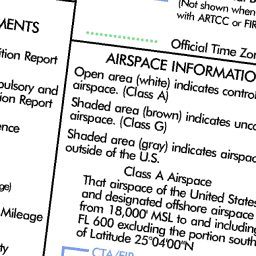 (Not shown when
with ARTCC or FIR
Official Time Zon
MENTS
ition Report
pulsory and
ion Report
ence
ge)
Mileage
ty
AIRSPACE INFORMATIO
Open area (white) indicates control
airspace. (Class A)
Shaded area (brown) indicates unco
airspace. (Class G)
Shaded area (gray) indicates airspac
outside of the U.S.
Class A Airspace
That airspace of the United States
and designated offshore airspace
from 18,000' MSL to and including
FL 600 excluding the portion south
of Latitude 25°04'00"N
CTA/FIR